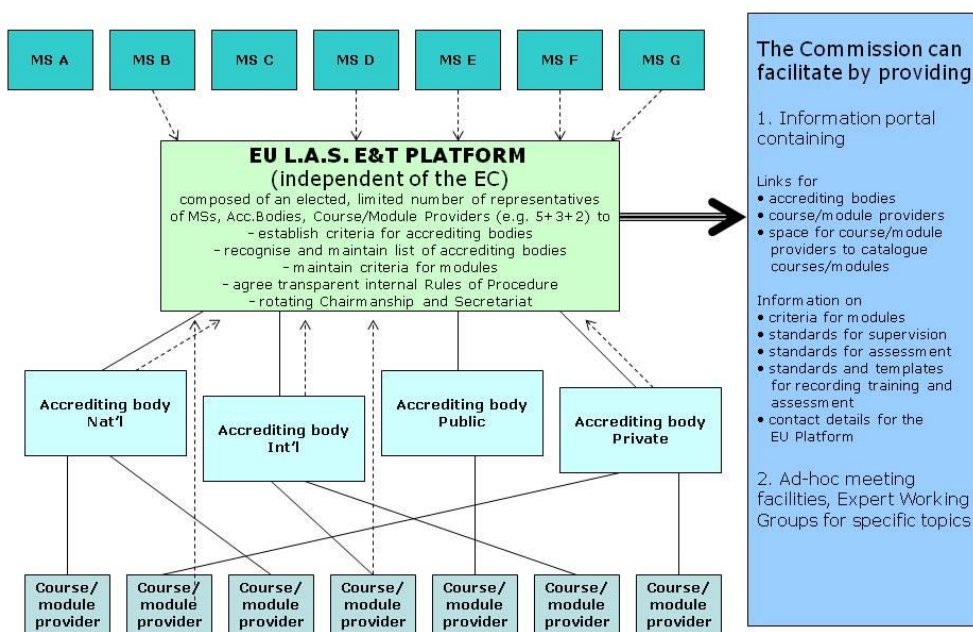 MS A
MS B
MS C
MS D
MS E
MS F
MS G
EU L.A.S. E&T PLATFORM
(independent of the EC)
composed of an elected, limited number of representatives
of MSs, Acc.Bodies, Course/Module Providers (e.g. 5+3+2) to
– establish criteria for accrediting bodies
– recognise and maintain list of accrediting bodies
– maintain criteria for modules
– agree transparent internal Rules of Procedure
– rotating Chairmanship and Secretariat
Accrediting body
Nat'l
Accrediting body
Int'l
Accrediting body
Public
Accrediting body
Private
Course/
module
provider
Course/
module
provider
Course/
module
provider
Course/
module
provider
Course/
module
provider
Course/
module
provider
Course/
module
provider
The Commission can
facilitate by providing
1. Information portal
containing
Links for
• accrediting bodies
• course/module providers
• space for course/module
providers to catalogue
courses/modules
Information on
• criteria for modules
• standards for supervision
• standards for assessment
• standards and templates
for recording training and
assessment
• contact details for the
EU Platform
2. Ad-hoc meeting
facilities, Expert Working
Groups for specific topics